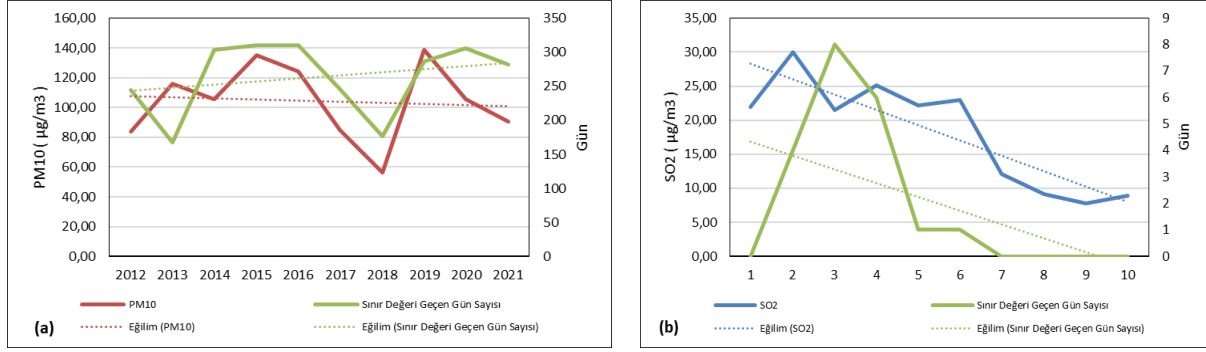 160,00
140,00
120,00
100,00
80,00
60,00
40,00
20,00
0,00
PM10 ( µg/m3 )
350
300
250
200
150
100
50
0
Gün
2012 2013 2014 2015 2016 2017 2018 2019 2020 2021
PM10
Sınır Değeri Geçen Gün Sayısı
(a)
Eğilim (PM10)
Eğilim (Sınır Değeri Geçen Gün Sayısı)
35,00
30,00
25,00
20,00
15,00
10,00
5,00
0,00
SO2 ( µg/m3 )
9
8
7
6
5
4
3
2
1
0
Gün
1 2 3 4 5 6 7 8 9 10
SO2
Sınır Değeri Geçen Gün Sayısı
(b)
Eğilim (SO2)
Eğilim (Sınır Değeri Geçen Gün Sayısı)